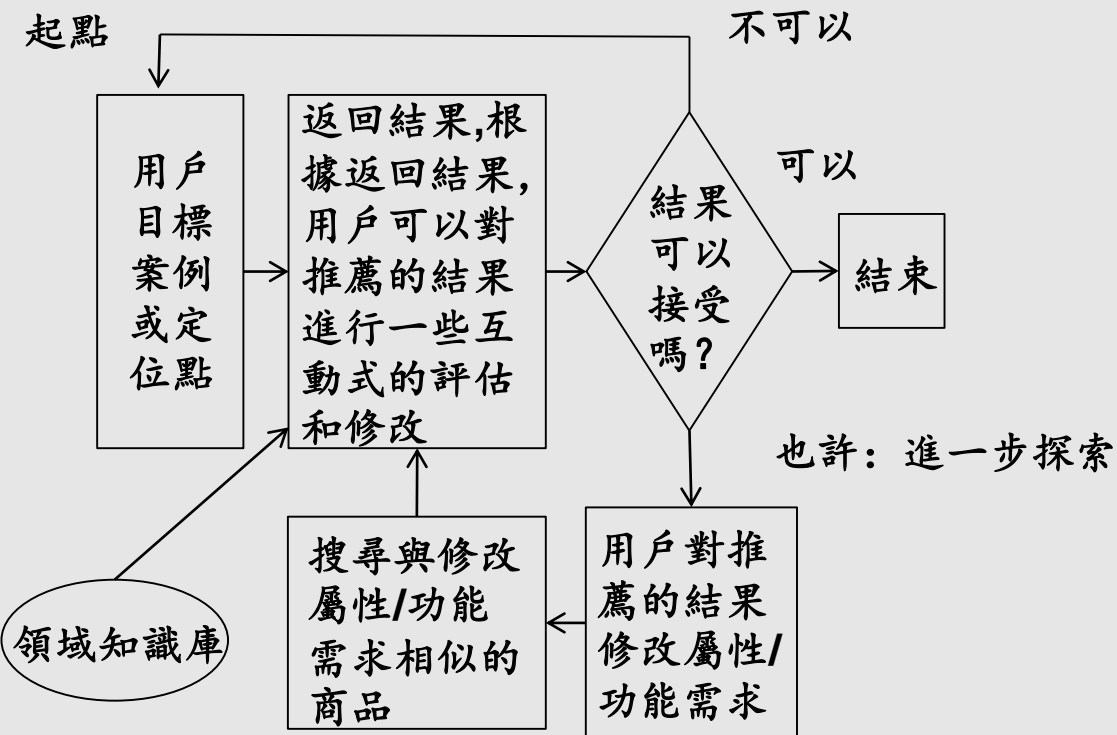 起點
不可以
用戶
目標
案例
或定
位點
返回結果,根
據返回結果,
用戶可以對
推薦的結果
進行一些互
動式的評估
和修改
結果
可以
接受
嗎?
可以
結束
也許: 進一步探索
領域知識庫
搜尋與修改
屬性/功能
需求相似的
商品
用戶對推
薦的結果
修改屬性/
功能需求